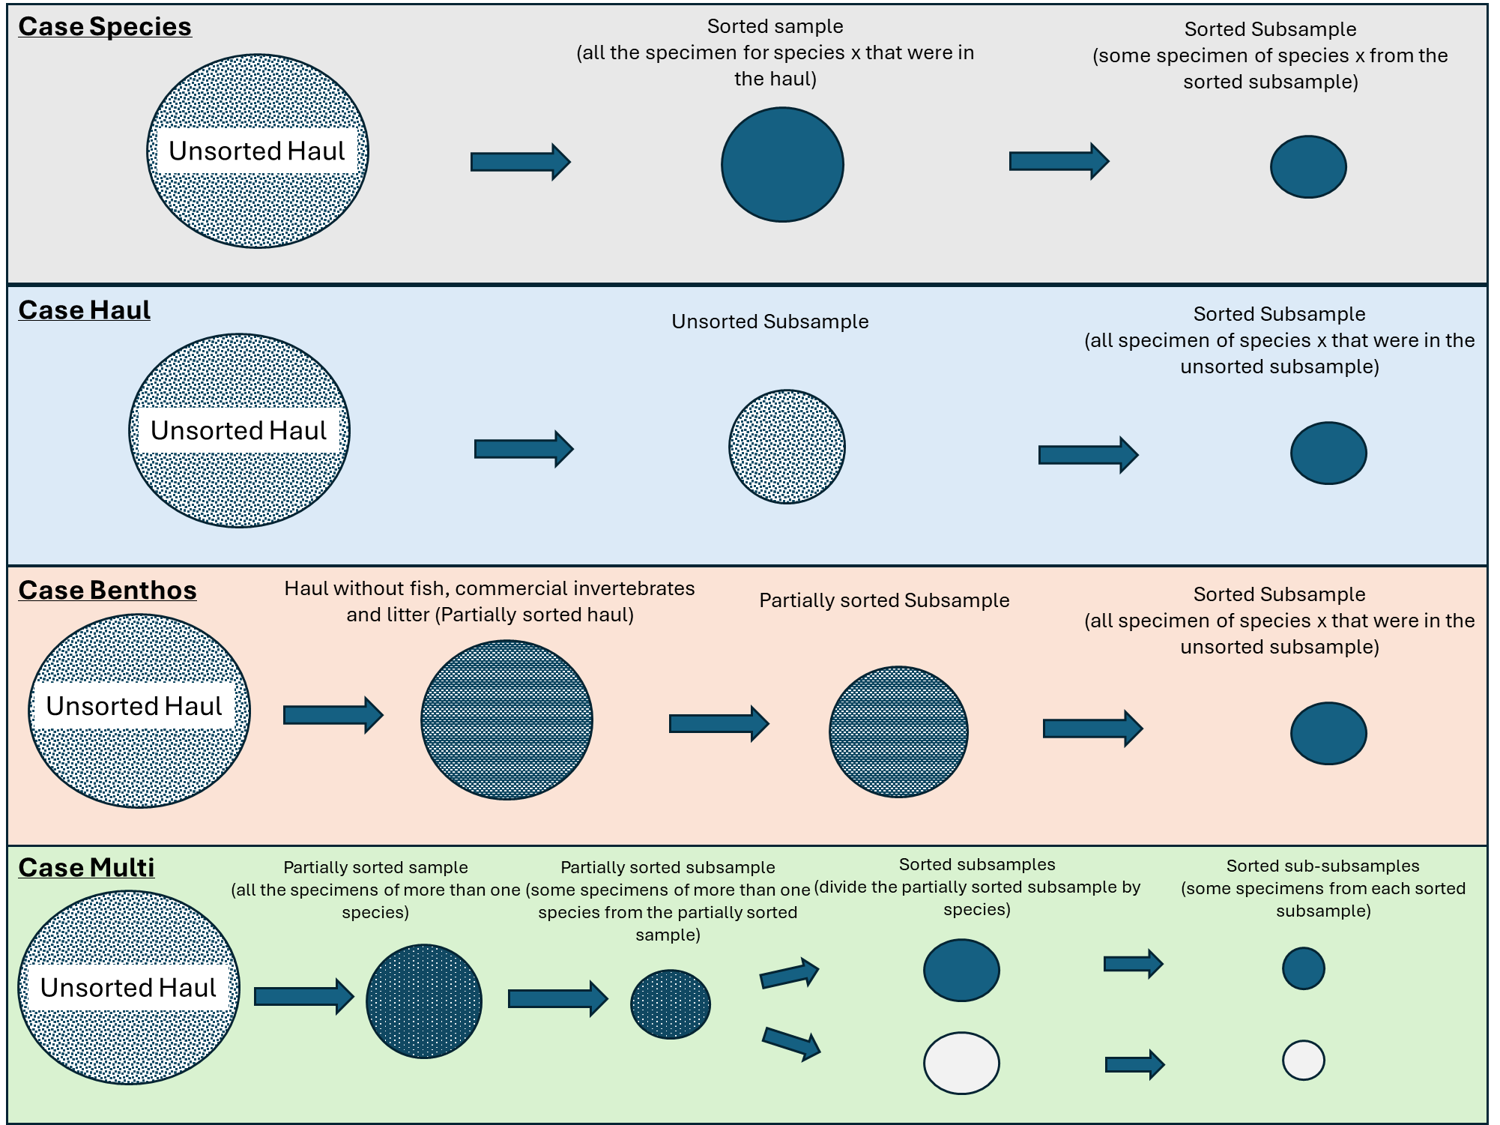 Case Species
Sorted sample
(all the specimen for species x that were in
the haul)
Sorted Subsample
(some specimen of species x from the
sorted subsample)
Unsorted Haul
Case Haul
Unsorted Subsample
Sorted Subsample
(all specimen of species x that were in the
unsorted subsample)
Unsorted Haul
Case Benthos
Haul without fish, commercial invertebrates
and litter (Partially sorted haul)
Partially sorted Subsample
Sorted Subsample
(all specimen of species x that were in the
unsorted subsample)
Unsorted Haul
Case Multi
Partially sorted sample
(all the specimens of more than one
species)
Partially sorted subsample
(some specimens of more than one
species from the partially sorted
sample)
Sorted subsamples
(divide the partially sorted subsample by
species)
Sorted sub-subsamples
(some specimens from each sorted
subsample)
Unsorted Haul